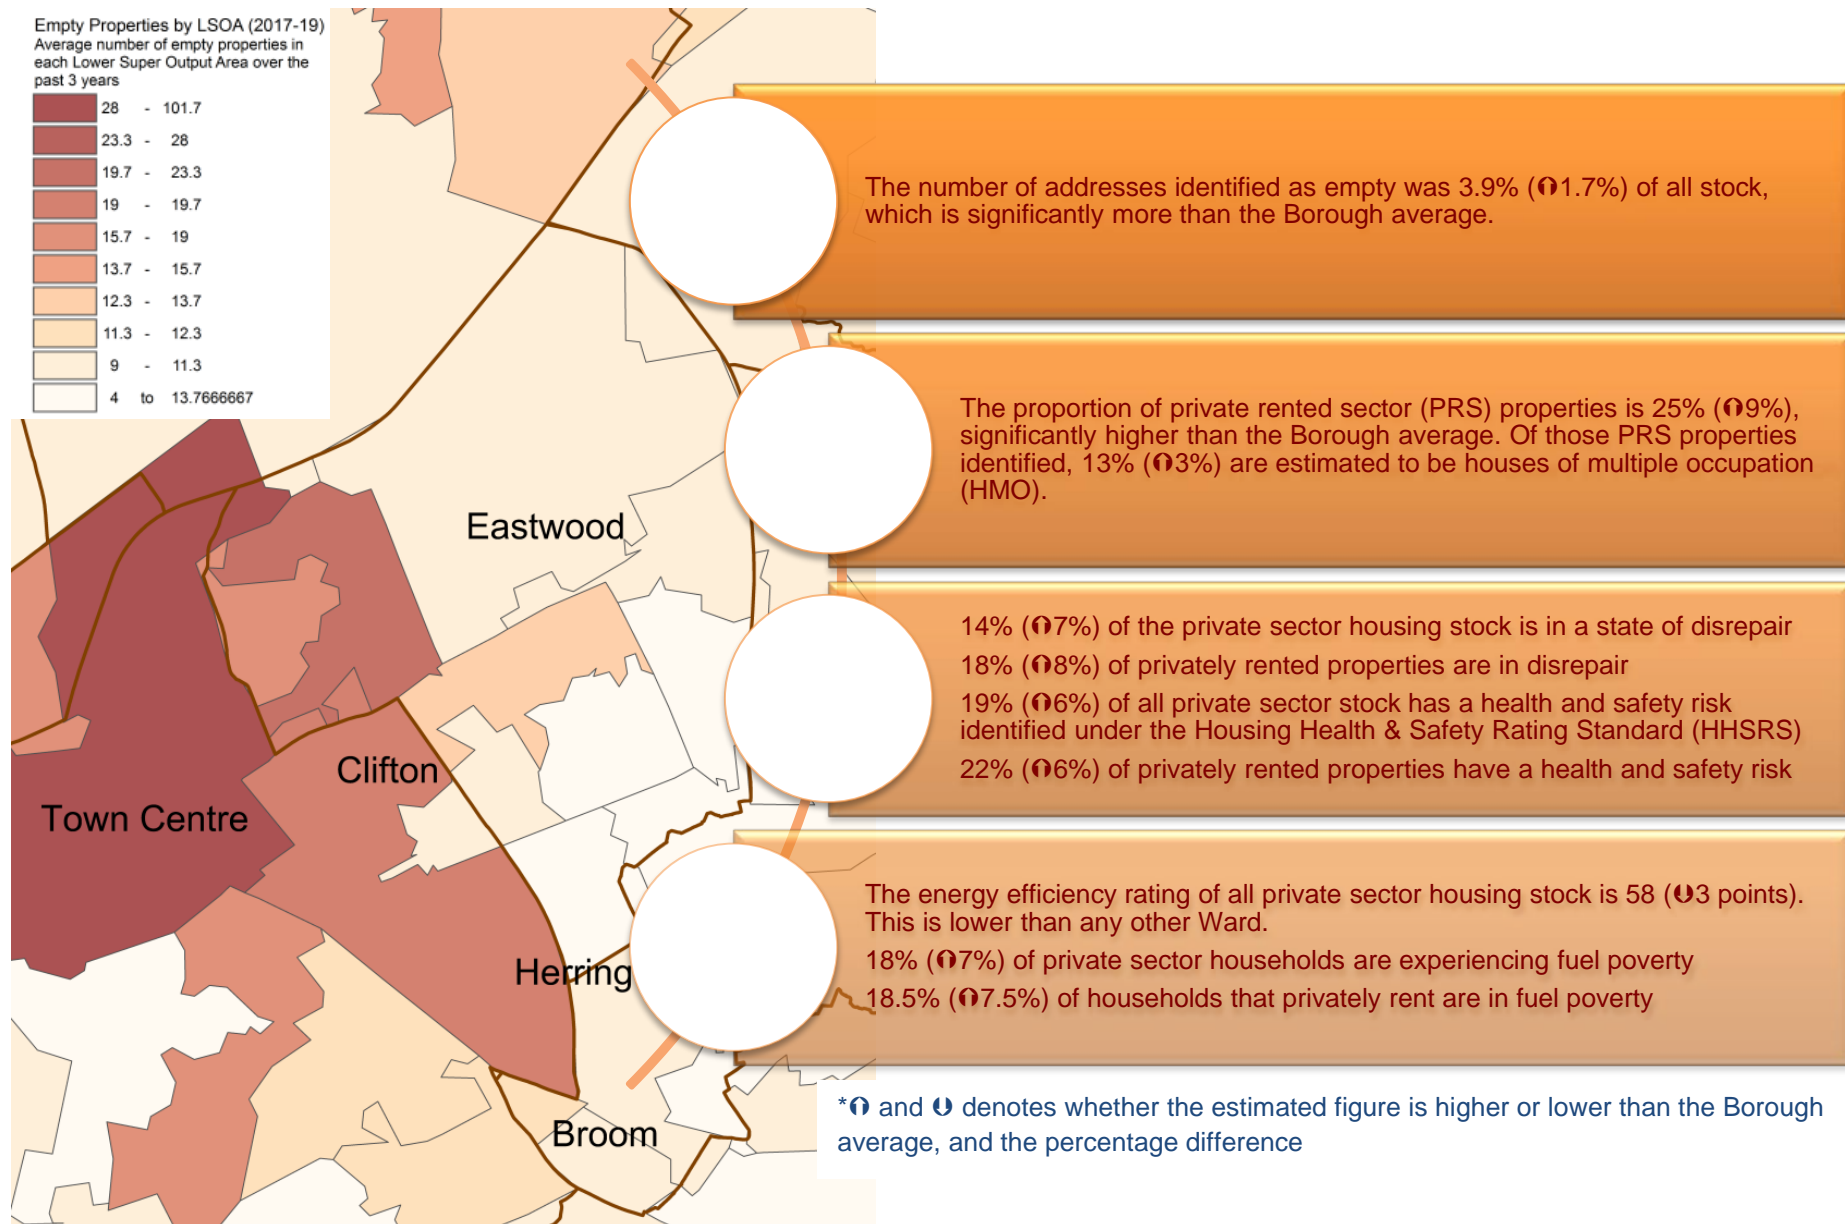 Empty Properties by LSOA (2017-19)
Average number of empty properties in
each Lower Super Output Area over the
past 3 years
28 - 101.7
23.3 - 28
19.7 - 23.3
19 - 19.7
15.7 - 19
13.7 - 15.7
12.3 - 13.7
11.3 - 12.3
9 - 11.3
4 to 13.7666667
The number of addresses identified as empty was 3.9% (⮉1.7%) of all stock,
which is significantly more than the Borough average.
The proportion of private rented sector (PRS) properties is 25% (⮉9%),
significantly higher than the Borough average. Of those PRS properties
identified, 13% (⮉3%) are estimated to be houses of multiple occupation
(HMO).
Eastwood
14% (⮉7%) of the private sector housing stock is in a state of disrepair
18% (⮉8%) of privately rented properties are in disrepair
19% (⮉6%) of all private sector stock has a health and safety risk
identified under the Housing Health & Safety Rating Standard (HHSRS)
22% (⮉6%) of privately rented properties have a health and safety risk
Clifton
Town Centre
The energy efficiency rating of all private sector housing stock is 58 (⮋3 points).
This is lower than any other Ward.
18% (⮉7%) of private sector households are experiencing fuel poverty
18.5% (⮉7.5%) of households that privately rent are in fuel poverty
Herring
*⮉ and ⮋ denotes whether the estimated figure is higher or lower than the Borough
average, and the percentage difference
Broom